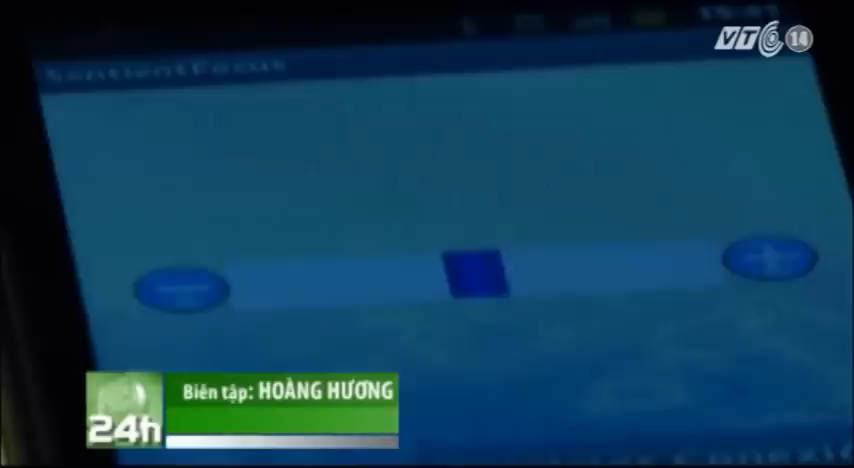 VTC 14
SentientFocus
Biên tập: HOÀNG HƯƠNG
24h